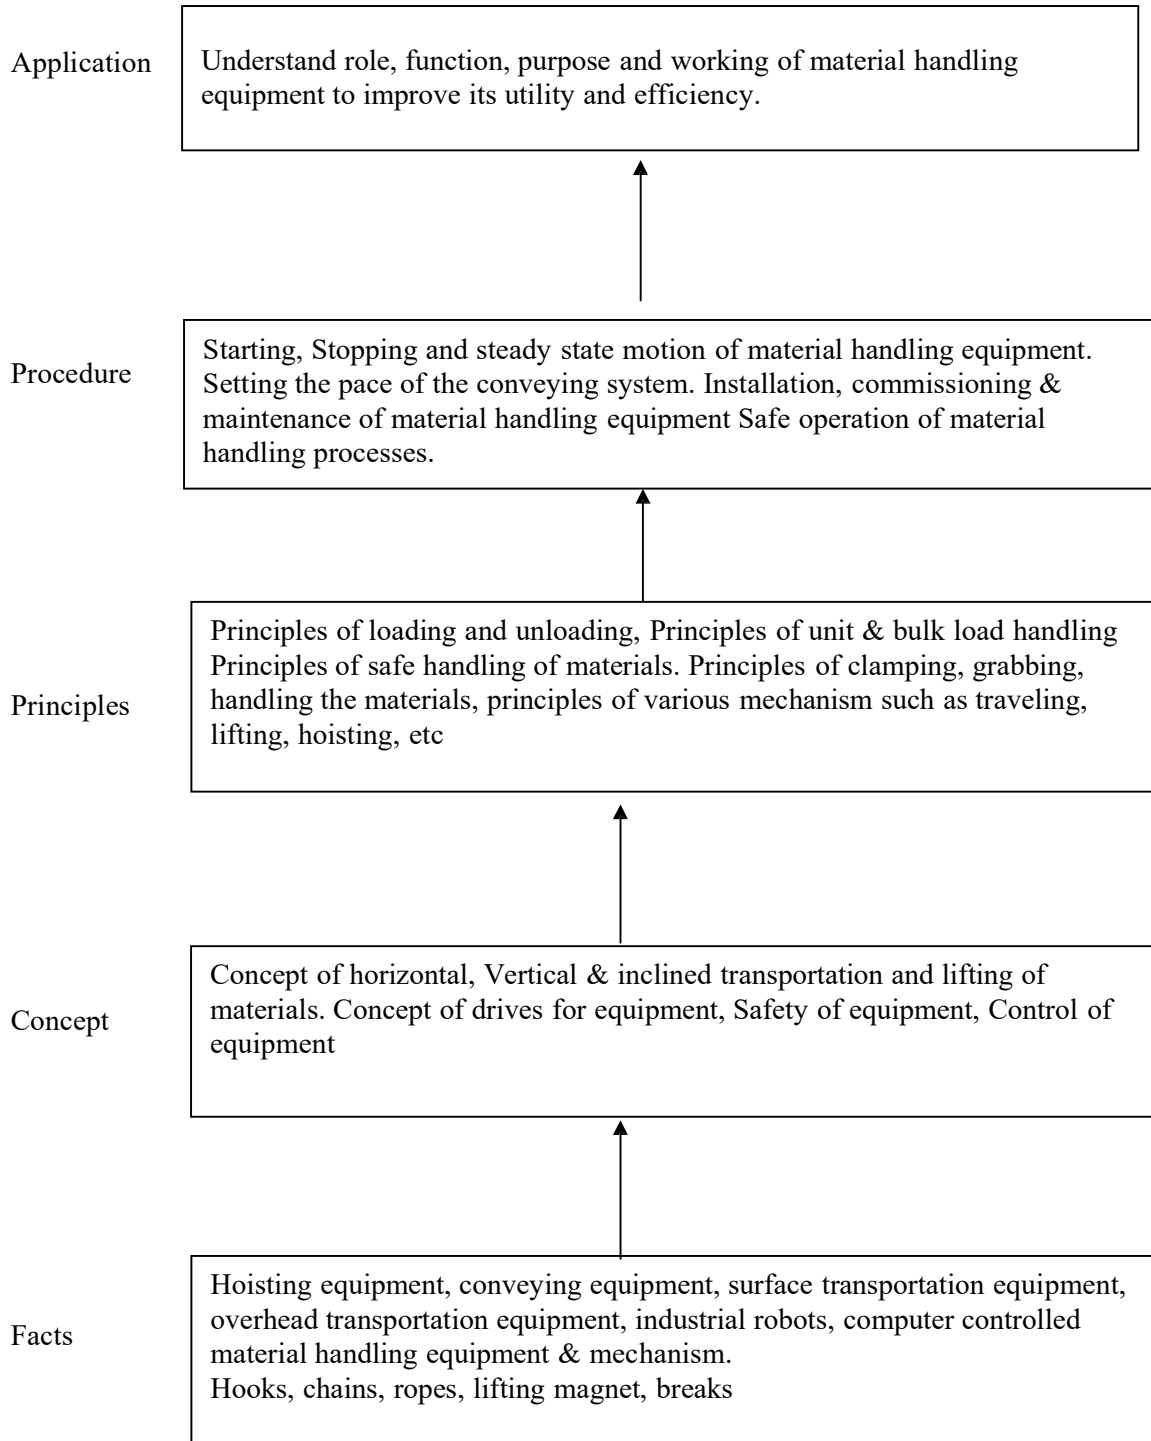 Application
Understand role, function, purpose and working of material handling
equipment to improve its utility and efficiency.
Procedure
Starting, Stopping and steady state motion of material handling equipment.
Setting the pace of the conveying system. Installation, commissioning &
maintenance of material handling equipment Safe operation of material
handling processes.
Principles
Principles of loading and unloading, Principles of unit & bulk load handling
Principles of safe handling of materials. Principles of clamping, grabbing,
handling the materials, principles of various mechanism such as traveling,
lifting, hoisting, etc
Concept
Concept of horizontal, Vertical & inclined transportation and lifting of
materials. Concept of drives for equipment, Safety of equipment, Control of
equipment
Facts
Hoisting equipment, conveying equipment, surface transportation equipment,
overhead transportation equipment, industrial robots, computer controlled
material handling equipment & mechanism.
Hooks, chains, ropes, lifting magnet, breaks